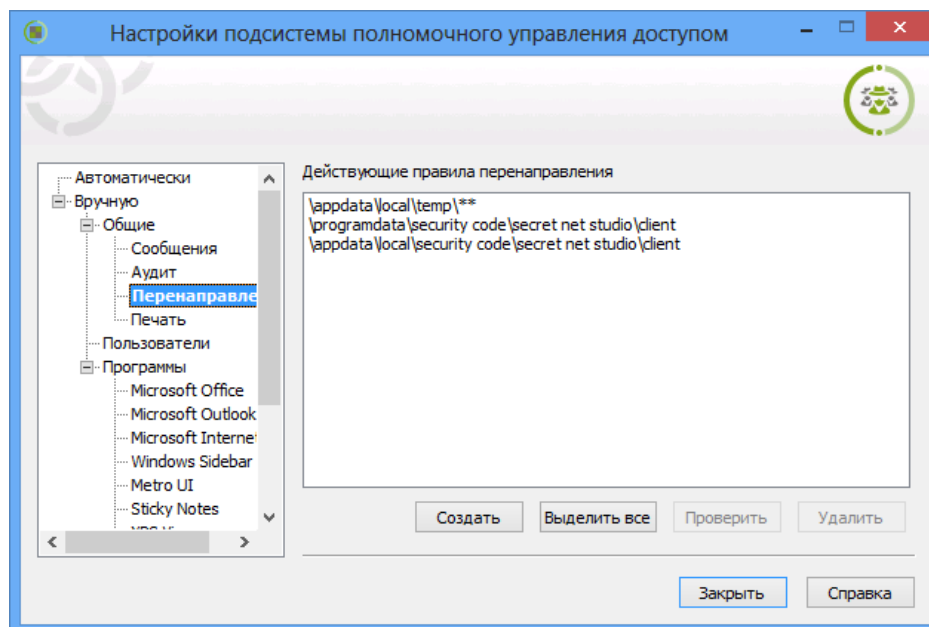 Настройки подсистемы полномочного управления доступом
Автоматически
Вручную
Общие
Сообщения
Аудит
Перенаправле
Печать
Пользователи
Программы
Microsoft Office
Microsoft Outlook
Microsoft Interne
Windows Sidebar
Metro UI
Sticky Notes
Действующие правила перенаправления
\appdata\local\temp\**
\programdata\security code\secret net studio\client
\appdata\local\security code\secret net studio\client
Создать
Выделить все
Проверить
Удалить
Закрыть
Справка